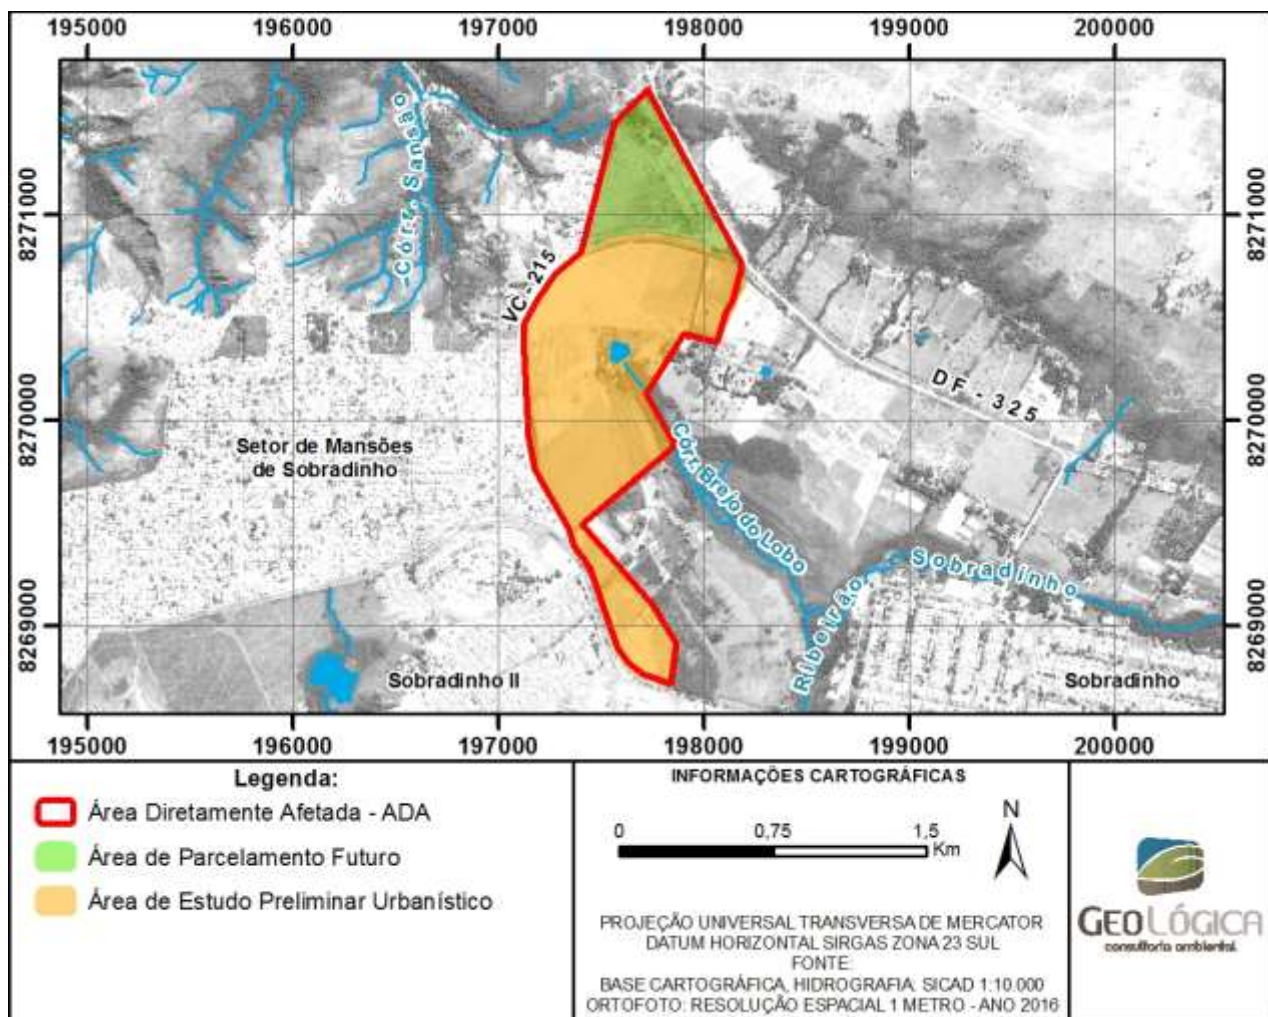 195000 196000 197000 198000 199000 200000
8271000
8271000
Córr. Sansão
VC - 215
DF - 325
8270000
8270000
Setor de Mansões
de Sobradinho
Córr. Brejo do Lobo
Ribeirão Sobradinho
8269000
8269000
Sobradinho II
Sobradinho
195000 196000 197000 198000 199000 200000
Legenda:
Área Diretamente Afetada - ADA
Área de Parcelamento Futuro
Área de Estudo Preliminar Urbanístico
INFORMAÇÕES CARTOGRÁFICAS
0 0,75 1,5
Km
N
PROJEÇÃO UNIVERSAL TRANSVERSA DE MERCATOR
DATUM HORIZONTAL SIRGAS ZONA 23 SUL
FONTE:
BASE CARTOGRÁFICA, HIDROGRAFIA: SICAD 1:10.000
ORTOFOTO: RESOLUÇÃO ESPACIAL 1 METRO - ANO 2016
GEOLÓGICA
consultoria ambiental